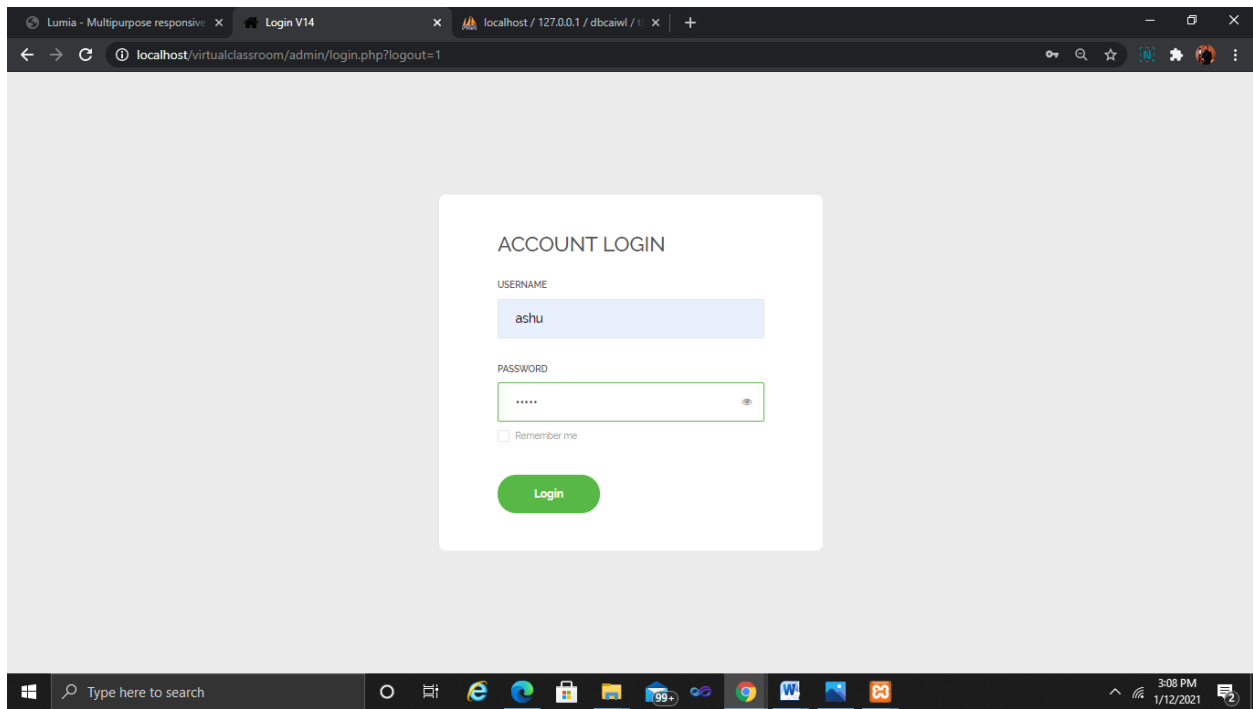 Lumia - Multipurpose responsive
Login V14
localhost / 127.0.0.1 / dbcaiwl /
localhost/virtualclassroom/admin/login.php?logout=1
ACCOUNT LOGIN
USERNAME
ashu
PASSWORD
•••••
Remember me
Login
Type here to search
99+
3:08 PM
1/12/2021
2